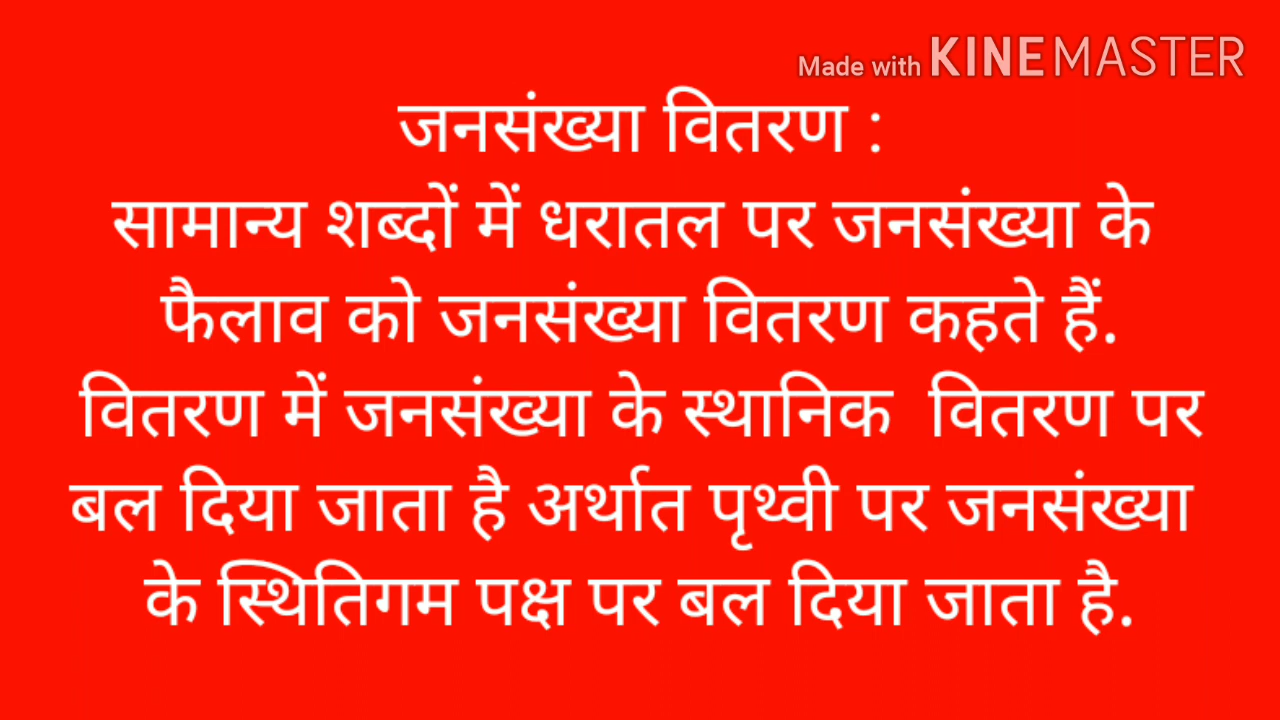 Made with KINEMASTER
जनसंख्या वितरण :
सामान्य शब्दों में धरातल पर जनसंख्या के
फैलाव को जनसंख्या वितरण कहते हैं.
वितरण में जनसंख्या के स्थानिक वितरण पर
बल दिया जाता है अर्थात पृथ्वी पर जनसंख्या
के स्थितिगम पक्ष पर बल दिया जाता है.